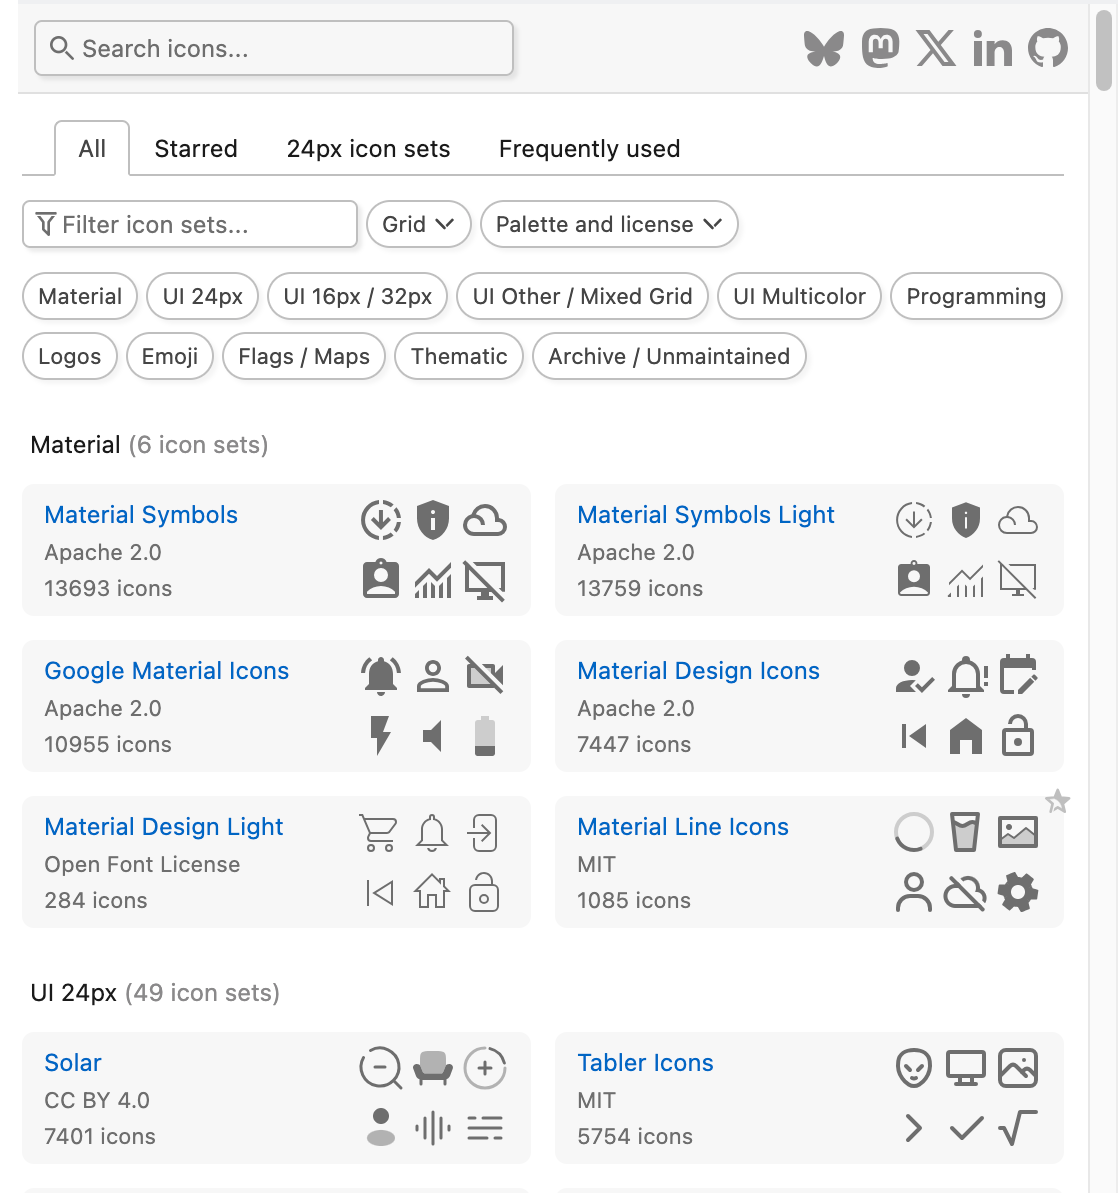 Search icons...
All
Starred
24px icon sets
Frequently used
Filter icon sets...
Grid
Palette and license
Material
UI 24px
UI 16px / 32px
UI Other / Mixed Grid
UI Multicolor
Programming
Logos
Emoji
Flags / Maps
Thematic
Archive / Unmaintained
Material (6 icon sets)
Material Symbols
Apache 2.0
13693 icons
Material Symbols Light
Apache 2.0
13759 icons
Google Material Icons
Apache 2.0
10955 icons
Material Design Icons
Apache 2.0
7447 icons
Material Design Light
Open Font License
284 icons
Material Line Icons
MIT
1085 icons
UI 24px (49 icon sets)
Solar
CC BY 4.0
7401 icons
Tabler Icons
MIT
5754 icons